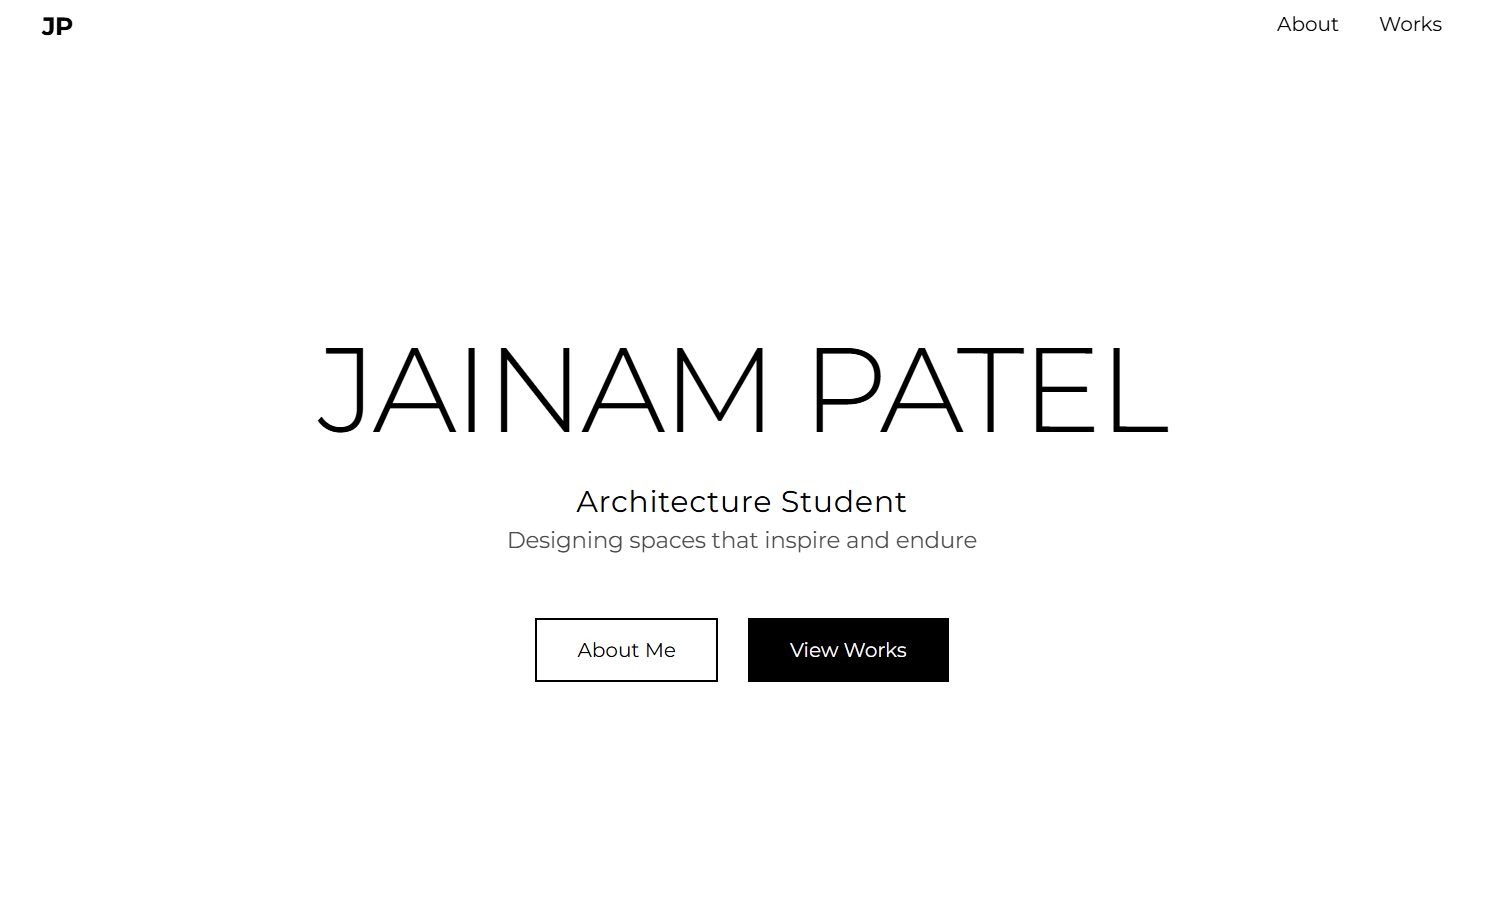 JP
About
Works
JAINAM PATEL
Architecture Student
Designing spaces that inspire and endure
About Me
View Works